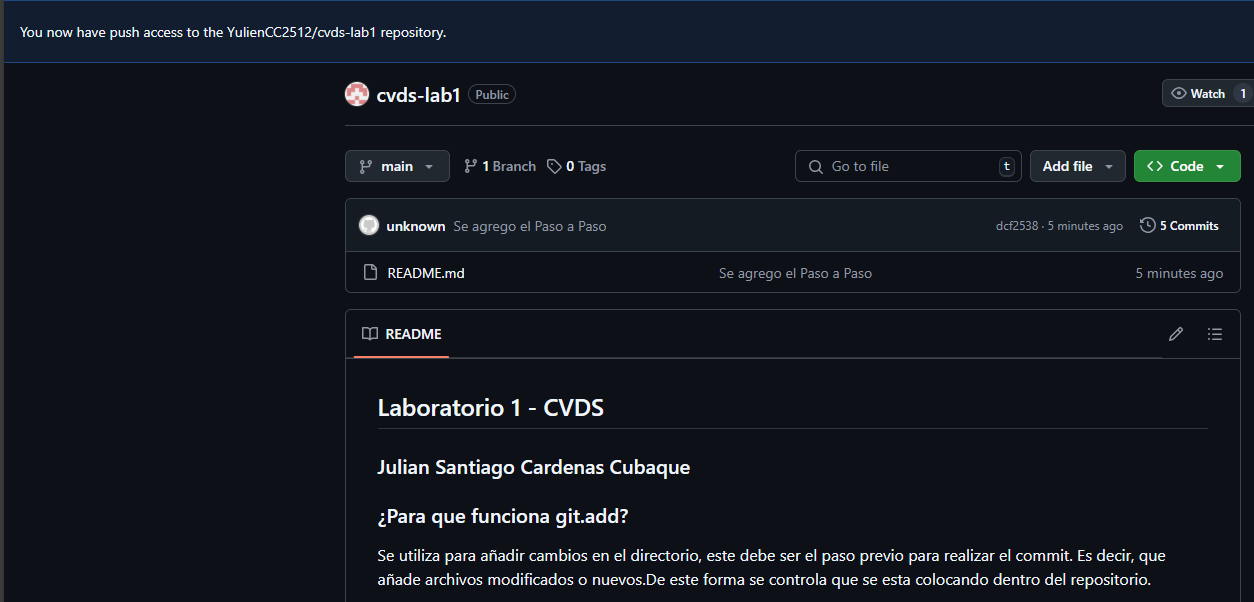 You now have push access to the YulienCC2512/cvds-lab1 repository.
cvds-lab1 Public
Watch 1
main 1 Branch 0 Tags
Go to file t
Add file
Code
unknown Se agrego el Paso a Paso
dcf2538 · 5 minutes ago 5 Commits
README.md Se agrego el Paso a Paso 5 minutes ago
README
Laboratorio 1 - CVDS
Julian Santiago Cardenas Cubaque
¿Para que funciona git.add?
Se utiliza para añadir cambios en el directorio, este debe ser el paso previo para realizar el commit. Es decir, que
añade archivos modificados o nuevos.De este forma se controla que se esta colocando dentro del repositorio.